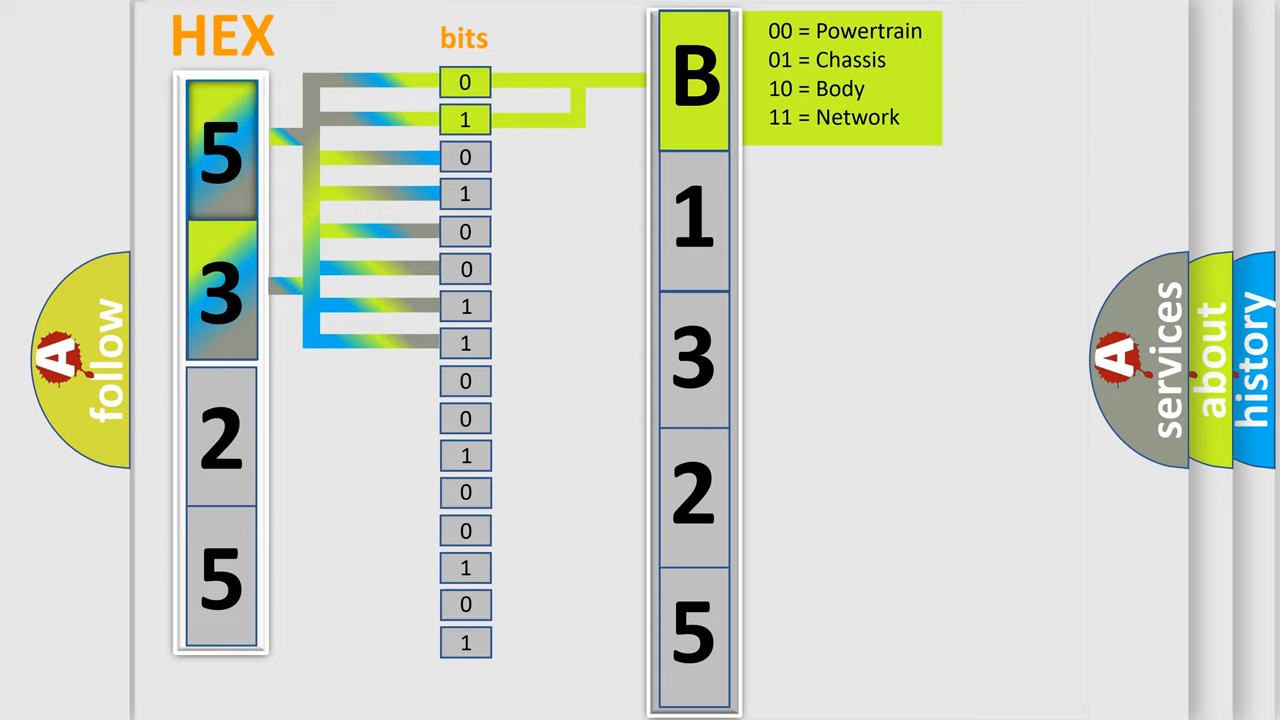 HEX
bits
5
3
2
5
0
1
0
1
0
0
1
1
0
0
1
0
0
1
0
1
B
1
3
2
5
00 = Powertrain
01 = Chassis
10 = Body
11 = Network
A
follow
A
services
about
history